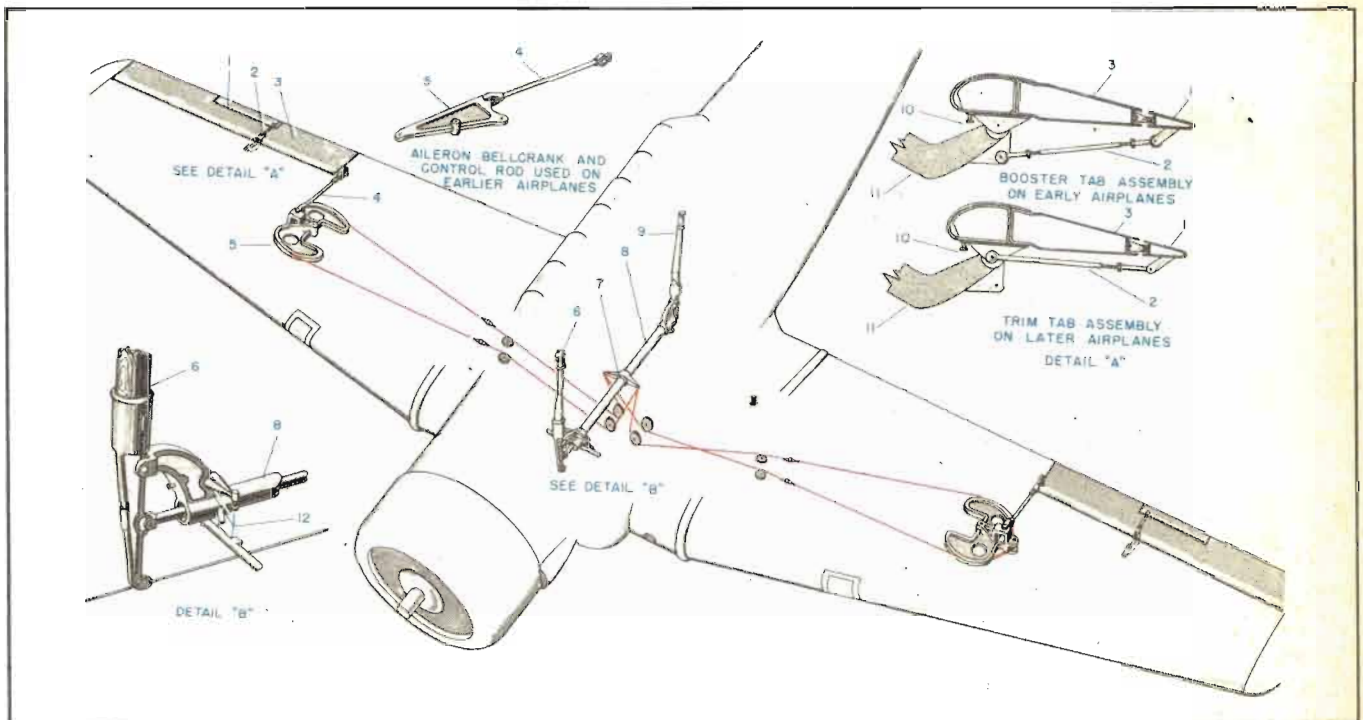 1
2
3
SEE DETAIL "A"
4
5
5
4
AILERON BELLCRANK AND
CONTROL ROD USED ON
EARLIER AIRPLANES
3
1
10
2
11
BOOSTER TAB ASSEMBLY
ON EARLY AIRPLANES
3
1
10
2
11
TRIM TAB ASSEMBLY
ON LATER AIRPLANES
DETAIL "A"
9
8
7
6
SEE DETAIL "B"
6
8
12
DETAIL "B"